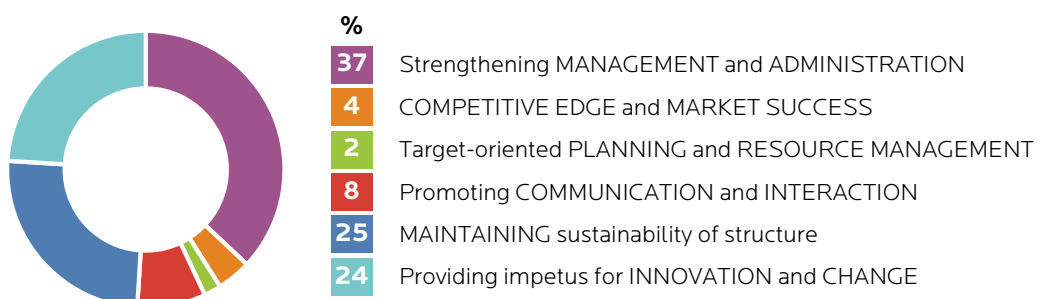 %
37 Strengthening MANAGEMENT and ADMINISTRATION
4 COMPETITIVE EDGE and MARKET SUCCESS
2 Target-oriented PLANNING and RESOURCE MANAGEMENT
8 Promoting COMMUNICATION and INTERACTION
25 MAINTAINING sustainability of structure
24 Providing impetus for INNOVATION and CHANGE